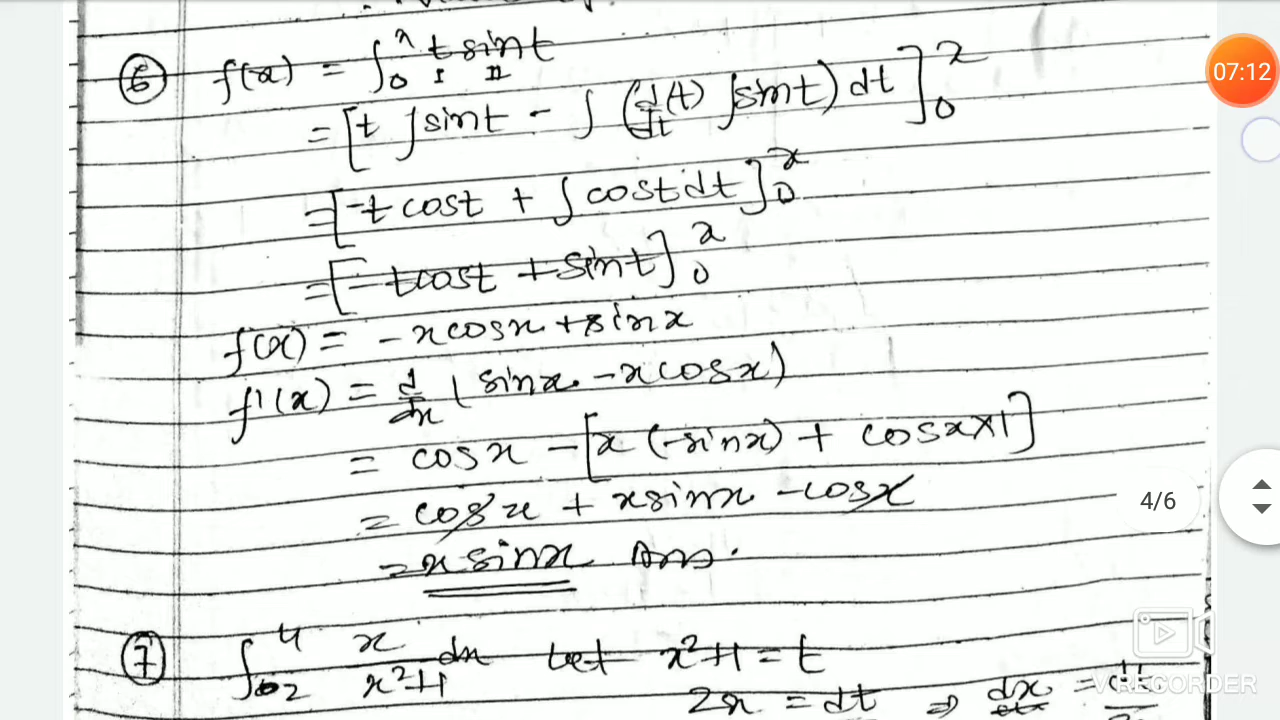 ⑥ f(x) = ∫₀ˣ t sint
I II
= [t ∫sint - ∫ (d/dt (t) ∫sint) dt]₀ˣ
= [-t cost + ∫ cost dt]₀ˣ
= [-tcost + sint]₀ˣ
f(x) = -xcosx + sinx
f'(x) = d/dx (sinx - xcosx)
= cosx - [x (-sinx) + cosx×1]
= cosx + xsinx - cosx
= xsinx Ans.
⑦ ∫₂⁴ x/x²+1 dx let x²+1 = t
2x = dt ⇒ dx
07:12
4/6
VRECORDER